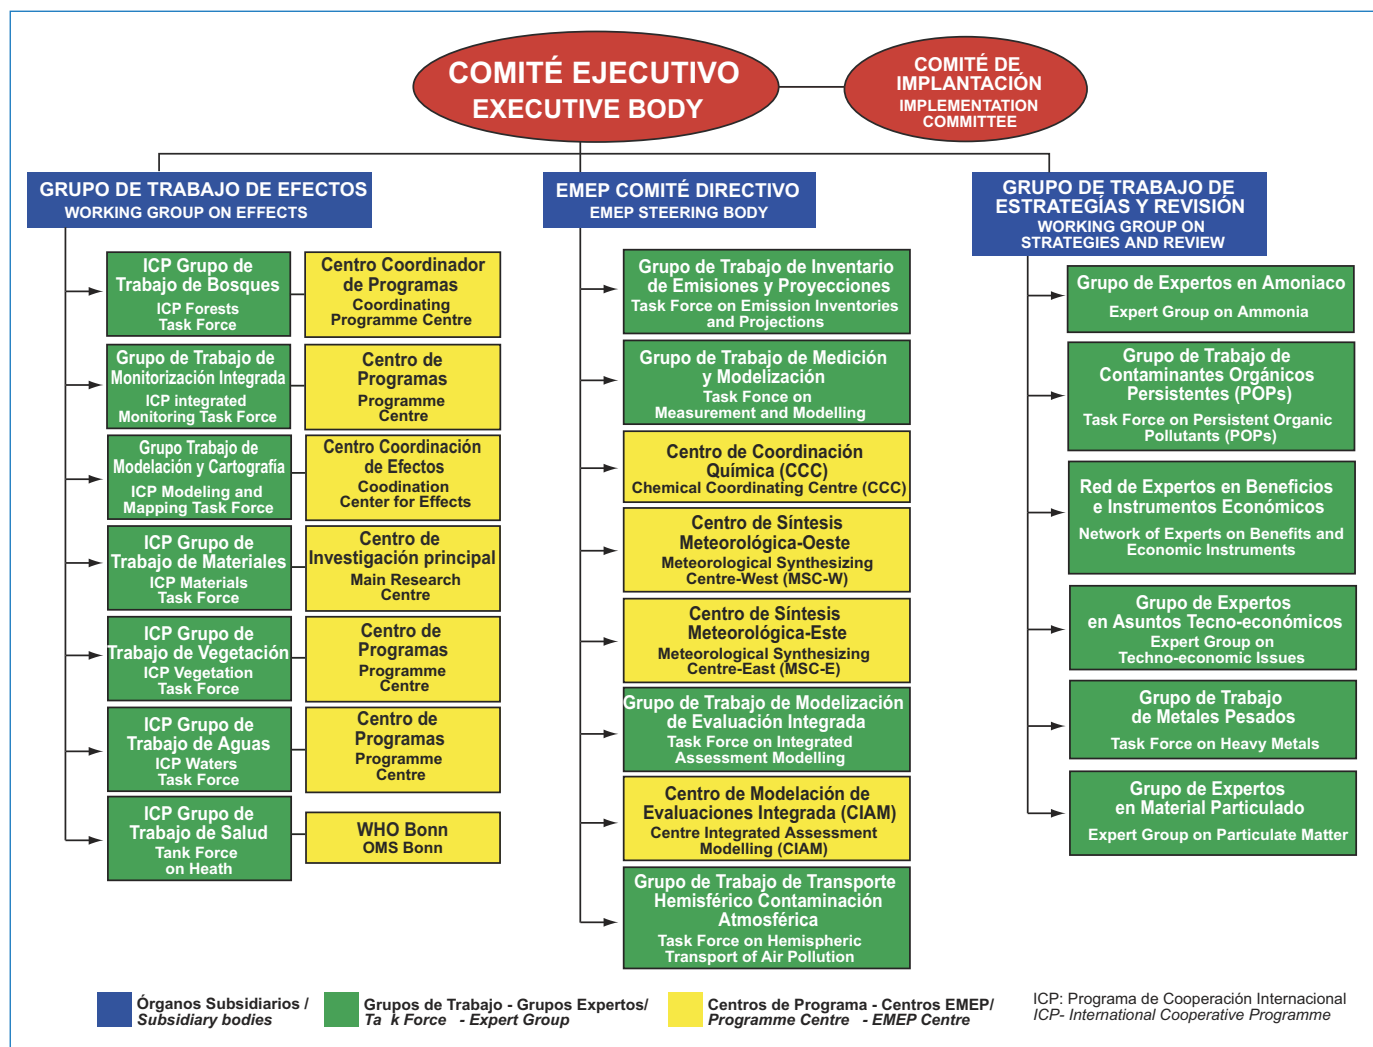 COMITÉ EJECUTIVO
EXECUTIVE BODY
COMITÉ DE
IMPLANTACIÓN
IMPLEMENTATION
COMMITTEE
GRUPO DE TRABAJO DE EFECTOS
WORKING GROUP ON EFFECTS
ICP Grupo de
Trabajo de Bosques
ICP Forests
Task Force
Centro Coordinador
de Programas
Coordinating
Programme Centre
Grupo de Trabajo de
Monitorización Integrada
ICP integrated
Monitoring Task Force
Centro de
Programas
Programme
Centre
Grupo Trabajo de
Modelación y Cartografía
ICP Modeling and
Mapping Task Force
Centro Coordinación
de Efectos
Coodination
Center for Effects
ICP Grupo de
Trabajo de Materiales
ICP Materials
Task Force
Centro de
Investigación principal
Main Research
Centre
ICP Grupo de
Trabajo de Vegetación
ICP Vegetation
Task Force
Centro de
Programas
Programme
Centre
ICP Grupo de
Trabajo de Aguas
ICP Waters
Task Force
Centro de
Programas
Programme
Centre
ICP Grupo de
Trabajo de Salud
Tank Force
on Heath
WHO Bonn
OMS Bonn
EMEP COMITÉ DIRECTIVO
EMEP STEERING BODY
Grupo de Trabajo de Inventario
de Emisiones y Proyecciones
Task Force on Emission Inventories
and Projections
Grupo de Trabajo de Medición
y Modelización
Task Fonce on
Measurement and Modelling
Centro de Coordinación
Química (CCC)
Chemical Coordinating Centre (CCC)
Centro de Síntesis
Meteorológica-Oeste
Meteorological Synthesizing
Centre-West (MSC-W)
Centro de Síntesis
Meteorológica-Este
Meteorological Synthesizing
Centre-East (MSC-E)
Grupo de Trabajo de Modelización
de Evaluación Integrada
Task Force on Integrated
Assessment Modelling
Centro de Modelación de
Evaluaciones Integrada (CIAM)
Centre Integrated Assessment
Modelling (CIAM)
Grupo de Trabajo de Transporte
Hemisférico Contaminación
Atmosférica
Task Force on Hemispheric
Transport of Air Pollution
GRUPO DE TRABAJO DE
ESTRATEGÍAS Y REVISIÓN
WORKING GROUP ON
STRATEGIES AND REVIEW
Grupo de Expertos en Amoniaco
Expert Group on Ammonia
Grupo de Trabajo de
Contaminantes Orgánicos
Persistentes (POPs)
Task Force on Persistent Organic
Pollutants (POPs)
Red de Expertos en Beneficios
e Instrumentos Económicos
Network of Experts on Benefits and
Economic Instruments
Grupo de Expertos
en Asuntos Tecno-económicos
Expert Group on
Techno-economic Issues
Grupo de Trabajo
de Metales Pesados
Task Force on Heavy Metals
Grupo de Expertos
en Material Particulado
Expert Group on Particulate Matter
Órganos Subsidiarios /
Subsidiary bodies
Grupos de Trabajo - Grupos Expertos/
Ta k Force - Expert Group
Centros de Programa - Centros EMEP/
Programme Centre - EMEP Centre
ICP: Programa de Cooperación Internacional
ICP- International Cooperative Programme